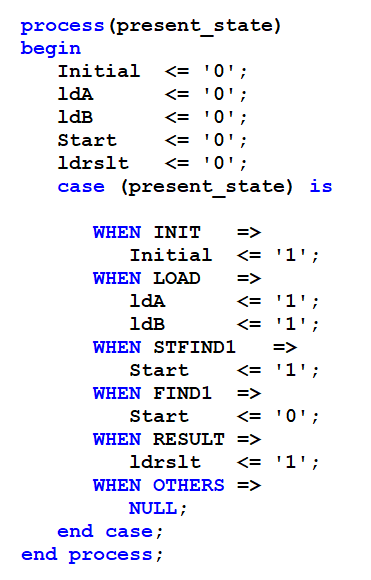 process(present_state)
begin
   Initial  <= '0';
   ldA      <= '0';
   ldB      <= '0';
   Start    <= '0';
   ldrslt   <= '0';
   case (present_state) is
      WHEN INIT   =>
         Initial  <= '1';
      WHEN LOAD   =>
         ldA      <= '1';
         ldB      <= '1';
      WHEN STFIND1   =>
         Start    <= '1';
      WHEN FIND1  =>
         Start    <= '0';
      WHEN RESULT =>
         ldrslt   <= '1';
      WHEN OTHERS =>
         NULL;
   end case;
end process;